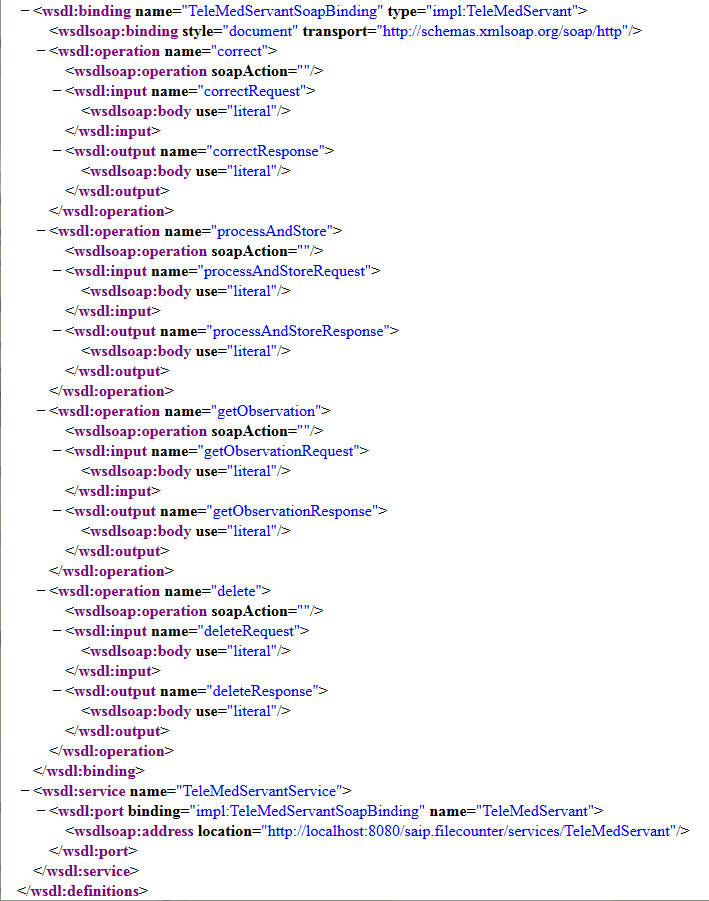 − <wsdl:binding name="TeleMedServantSoapBinding" type="impl:TeleMedServant">
<wsdlsoap:binding style="document" transport="http://schemas.xmlsoap.org/soap/http"/>
− <wsdl:operation name="correct">
<wsdlsoap:operation soapAction=""/>
− <wsdl:input name="correctRequest">
<wsdlsoap:body use="literal"/>
</wsdl:input>
− <wsdl:output name="correctResponse">
<wsdlsoap:body use="literal"/>
</wsdl:output>
</wsdl:operation>
− <wsdl:operation name="processAndStore">
<wsdlsoap:operation soapAction=""/>
− <wsdl:input name="processAndStoreRequest">
<wsdlsoap:body use="literal"/>
</wsdl:input>
− <wsdl:output name="processAndStoreResponse">
<wsdlsoap:body use="literal"/>
</wsdl:output>
</wsdl:operation>
− <wsdl:operation name="getObservation">
<wsdlsoap:operation soapAction=""/>
− <wsdl:input name="getObservationRequest">
<wsdlsoap:body use="literal"/>
</wsdl:input>
− <wsdl:output name="getObservationResponse">
<wsdlsoap:body use="literal"/>
</wsdl:output>
</wsdl:operation>
− <wsdl:operation name="delete">
<wsdlsoap:operation soapAction=""/>
− <wsdl:input name="deleteRequest">
<wsdlsoap:body use="literal"/>
</wsdl:input>
− <wsdl:output name="deleteResponse">
<wsdlsoap:body use="literal"/>
</wsdl:output>
</wsdl:operation>
</wsdl:binding>
− <wsdl:service name="TeleMedServantService">
− <wsdl:port binding="impl:TeleMedServantSoapBinding" name="TeleMedServant">
<wsdlsoap:address location="http://localhost:8080/saip.filecounter/services/TeleMedServant"/>
</wsdl:port>
</wsdl:service>
</wsdl:definitions>